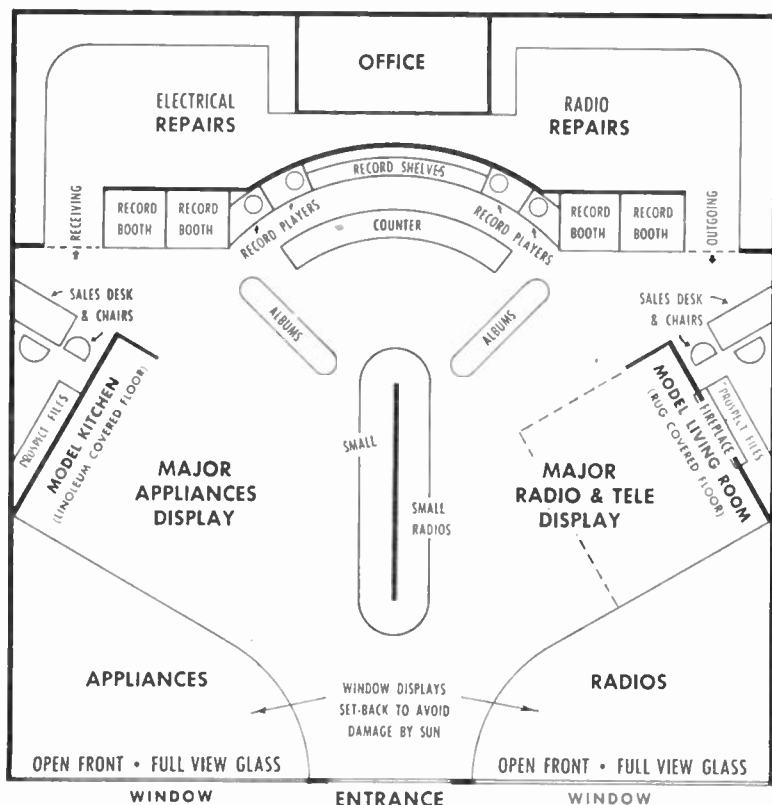 OFFICE
ELECTRICAL
REPAIRS
RADIO
REPAIRS
RECORD SHELVES
RECEIVING
RECORD
BOOTH
RECORD
BOOTH
RECORD PLAYERS
COUNTER
RECORD PLAYERS
RECORD
BOOTH
RECORD
BOOTH
OUTGOING
SALES DESK
& CHAIRS
ALBUMS
ALBUMS
SALES DESK
& CHAIRS
PROSPECT FILES
MODEL KITCHEN
(LINOLEUM COVERED FLOOR)
FIREPLACE
PROSPECT FILES
MODEL LIVING ROOM
(RUG COVERED FLOOR)
MAJOR
APPLIANCES
DISPLAY
SMALL
SMALL
RADIOS
MAJOR
RADIO & TELE
DISPLAY
APPLIANCES
WINDOW DISPLAYS
SET-BACK TO AVOID
DAMAGE BY SUN
RADIOS
OPEN FRONT • FULL VIEW GLASS
OPEN FRONT • FULL VIEW GLASS
WINDOW
ENTRANCE
WINDOW